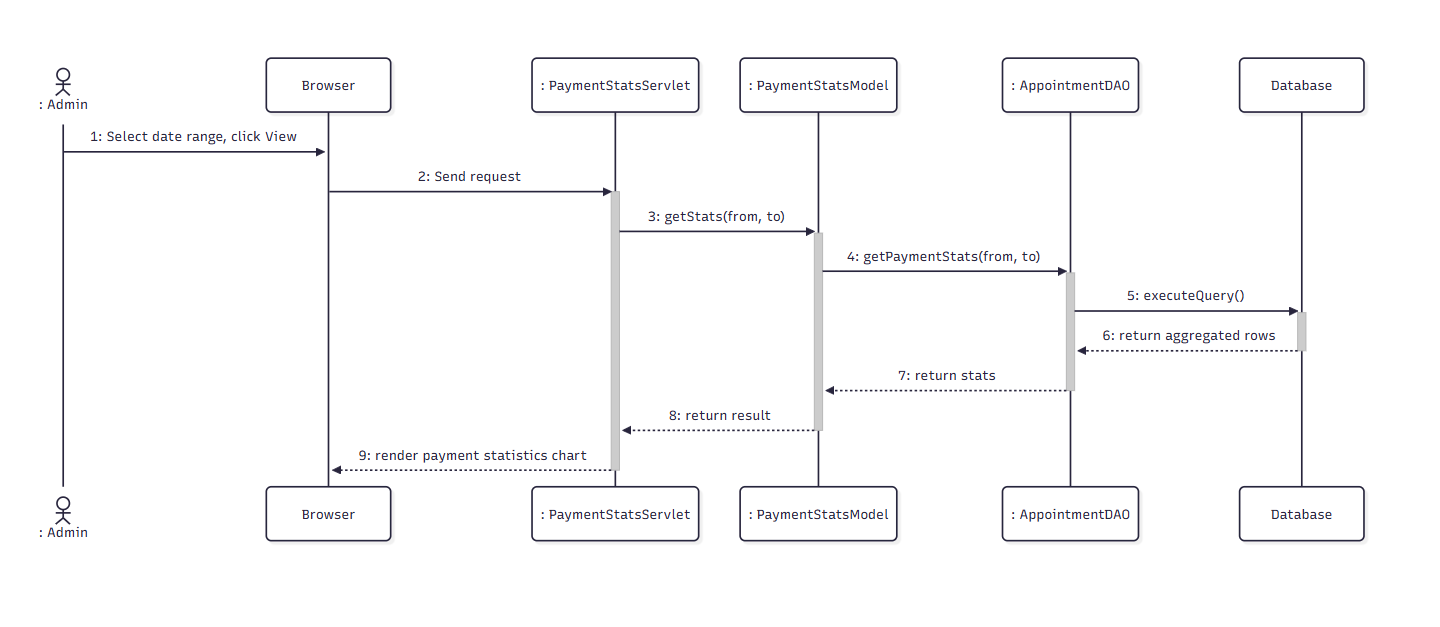 Browser
: PaymentStatsServlet
: PaymentStatsModel
: AppointmentDAO
Database
: Admin
1: Select date range, click View
2: Send request
3: getStats(from, to)
4: getPaymentStats(from, to)
5: executeQuery()
6: return aggregated rows
7: return stats
8: return result
9: render payment statistics chart
Browser
: PaymentStatsServlet
: PaymentStatsModel
: AppointmentDAO
Database
: Admin